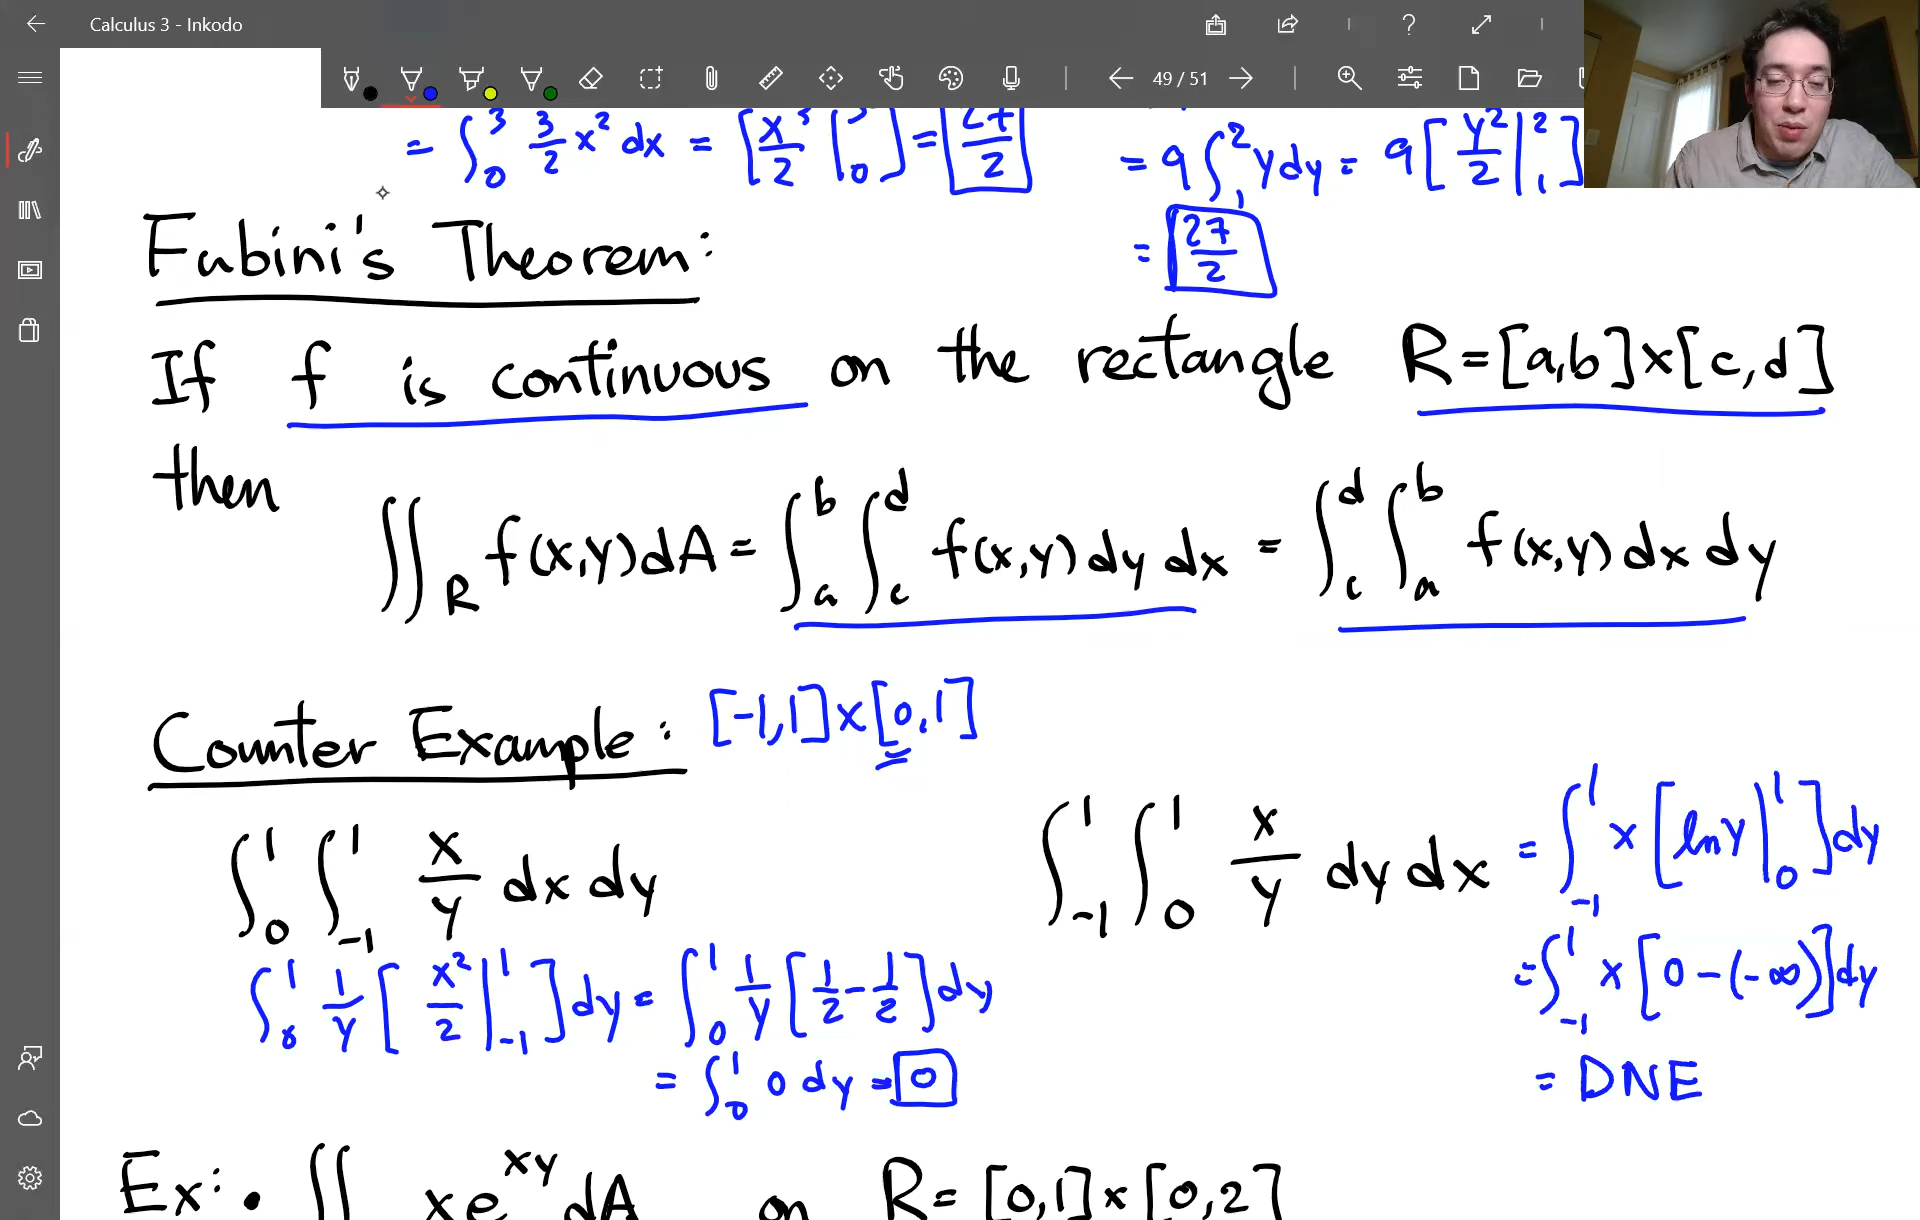 Calculus 3 - Inkodo
49 / 51
= ∫₀³ 3/2 x² dx = [x³/2 |₀³] = 27/2
= 9 ∫₁² y dy = 9 [y²/2 |₁²]
= 27/2
Fubini's Theorem:
If f is continuous on the rectangle R = [a,b] x [c,d]
then
∬_R f(x,y) dA = ∫_a^b ∫_c^d f(x,y) dy dx = ∫_c^d ∫_a^b f(x,y) dx dy
Counter Example: [-1,1] x [0,1]
∫₀¹ ∫₋₁¹ x/y dx dy
∫₀¹ 1/y [x²/2 |₋₁¹] dy = ∫₀¹ 1/y [1/2 - 1/2] dy
= ∫₀¹ 0 dy = 0
∫₋₁¹ ∫₀¹ x/y dy dx = ∫₋₁¹ x [ln y |₀¹] dy
= ∫₋₁¹ x [0 - (-∞)] dy
= DNE
Ex: • ∬ xe^xy dA on R = [0,1] x [0,2]